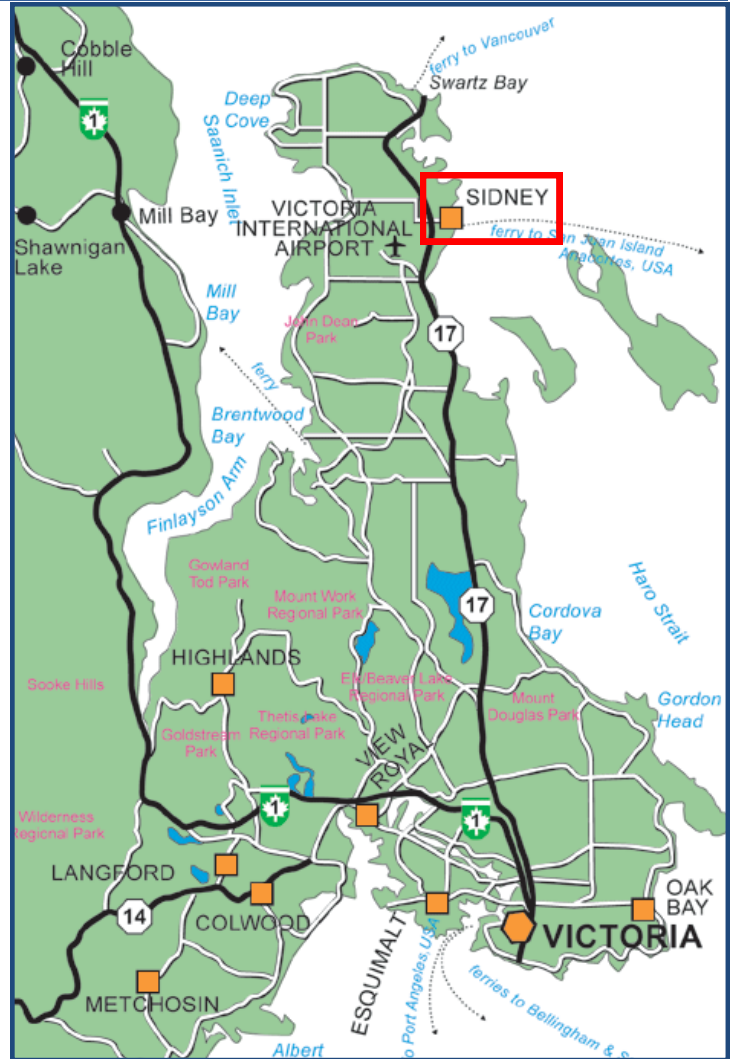 Cobble
Hill
ferry to Vancouver
Swartz Bay
Deep
Cove
1
Saanich Inlet
SIDNEY
VICTORIA
INTERNATIONAL
AIRPORT
Mill Bay
ferry to San Juan island
Anacortes, USA
Shawnigan
Lake
Mill
Bay
John Dean
Park
17
ferry
Brentwood
Bay
Finlayson Arm
Gowland
Tod Park
Mount Work
Regional Park
17
Cordova
Bay
Haro Strait
HIGHLANDS
Sooke Hills
Elk/Beaver Lake
Regional Park
Mount
Douglas Park
Gordon
Head
Thetis Lake
Regional Park
Goldstream
Park
VIEW
ROYAL
1
1
Wilderness
Regional Park
LANGFORD
OAK
BAY
14
COLWOOD
ESQUIMALT
VICTORIA
METCHOSIN
o Port Angeles, USA
ferries to Bellingham & S
Albert